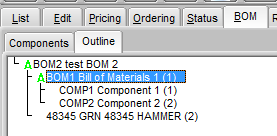 List Edit Pricing Ordering Status BOM
Components Outline
A BOM2 test BOM 2
A BOM1 Bill of Materials 1 (1)
COMP1 Component 1 (1)
COMP2 Component 2 (2)
48345 GRN 48345 HAMMER (2)